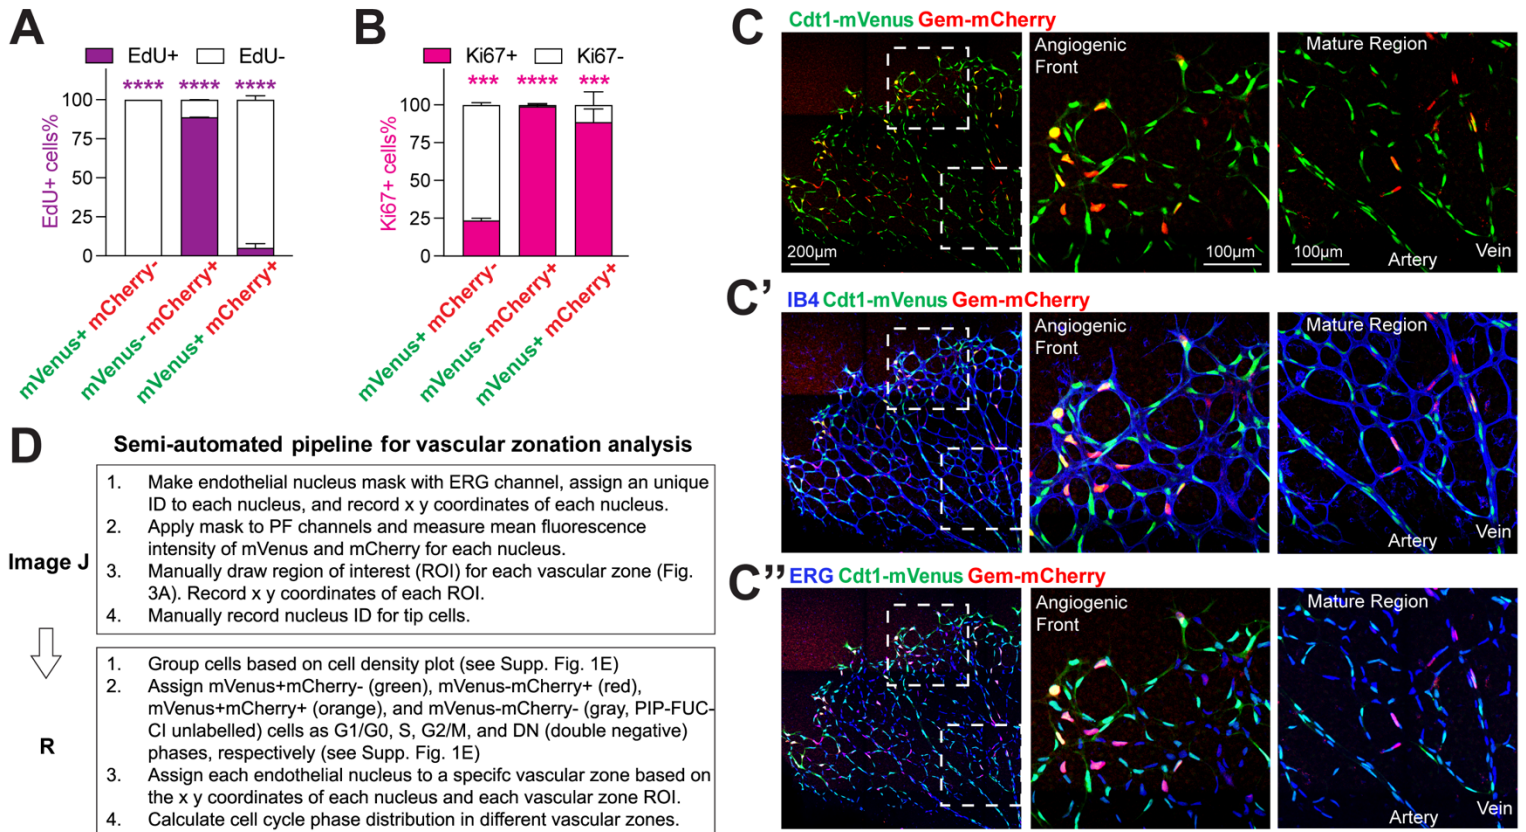 A
EdU+ EdU-
**** **** ****
EdU+ cells%
100
75
50
25
0
mVenus+ mCherry-
mVenus- mCherry+
mVenus+ mCherry+
B
Ki67+ Ki67-
*** **** ***
Ki67+ cells%
100
75
50
25
0
mVenus+ mCherry-
mVenus- mCherry+
mVenus+ mCherry+
C
Cdt1-mVenus Gem-mCherry
200µm
Angiogenic
Front
100µm
Mature Region
100µm
Artery
Vein
C'
IB4 Cdt1-mVenus Gem-mCherry
Angiogenic
Front
Mature Region
Artery
Vein
C''
ERG Cdt1-mVenus Gem-mCherry
Angiogenic
Front
Mature Region
Artery
Vein
D
Semi-automated pipeline for vascular zonation analysis
Image J
1. Make endothelial nucleus mask with ERG channel, assign an unique
ID to each nucleus, and record x y coordinates of each nucleus.
2. Apply mask to PF channels and measure mean fluorescence
intensity of mVenus and mCherry for each nucleus.
3. Manually draw region of interest (ROI) for each vascular zone (Fig.
3A). Record x y coordinates of each ROI.
4. Manually record nucleus ID for tip cells.
R
1. Group cells based on cell density plot (see Supp. Fig. 1E)
2. Assign mVenus+mCherry- (green), mVenus-mCherry+ (red),
mVenus+mCherry+ (orange), and mVenus-mCherry- (gray, PIP-FUC-
CI unlabelled) cells as G1/G0, S, G2/M, and DN (double negative)
phases, respectively (see Supp. Fig. 1E)
3. Assign each endothelial nucleus to a specifc vascular zone based on
the x y coordinates of each nucleus and each vascular zone ROI.
4. Calculate cell cycle phase distribution in different vascular zones.